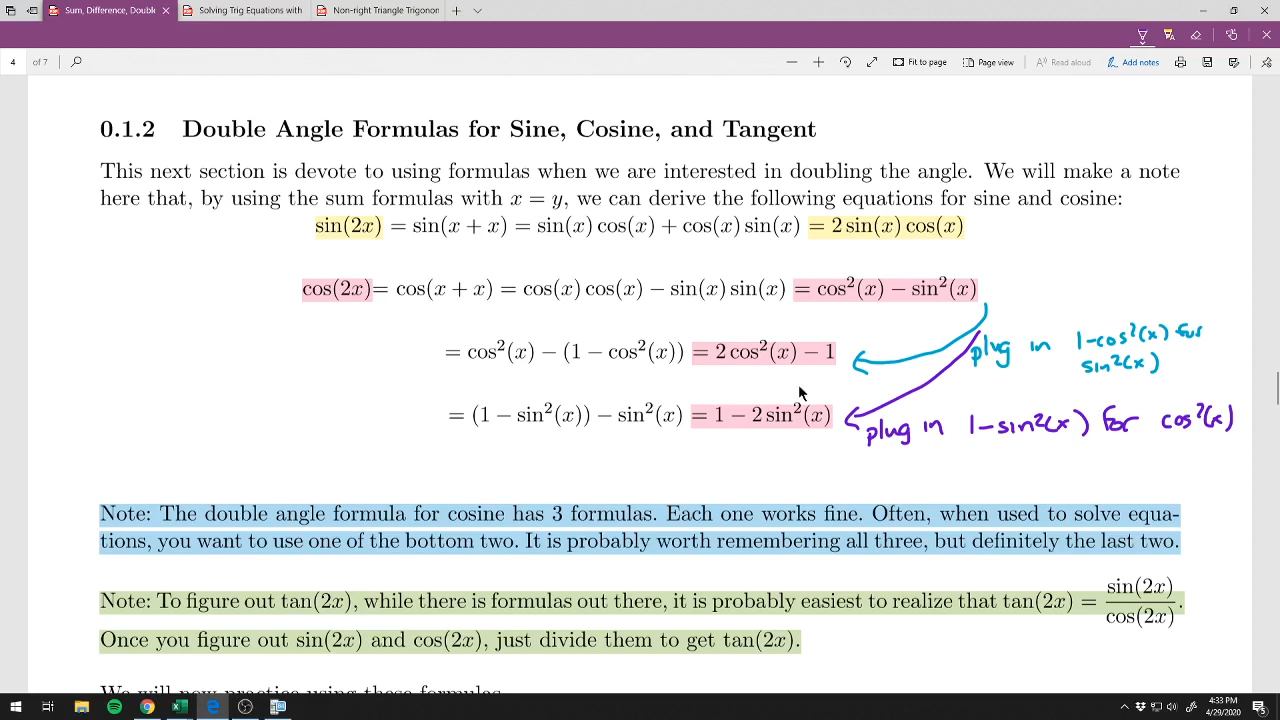 Sum, Difference, Double
Solving Trig Equations with
Non-right Triangle Trigonon
4 of 7
Fit to page
Page view
Read aloud
Add notes
0.1.2 Double Angle Formulas for Sine, Cosine, and Tangent
This next section is devote to using formulas when we are interested in doubling the angle. We will make a note
here that, by using the sum formulas with x = y, we can derive the following equations for sine and cosine:
sin(2x) = sin(x + x) = sin(x) cos(x) + cos(x) sin(x) = 2 sin(x) cos(x)
cos(2x) = cos(x + x) = cos(x) cos(x) − sin(x) sin(x) = cos²(x) − sin²(x)
= cos²(x) − (1 − cos²(x)) = 2 cos²(x) − 1
plug in 1-cos²(x) for
sin²(x)
= (1 − sin²(x)) − sin²(x) = 1 − 2 sin²(x)
plug in 1-sin²(x) for cos²(x)
Note: The double angle formula for cosine has 3 formulas. Each one works fine. Often, when used to solve equa-
tions, you want to use one of the bottom two. It is probably worth remembering all three, but definitely the last two.
Note: To figure out tan(2x), while there is formulas out there, it is probably easiest to realize that tan(2x) = sin(2x)/cos(2x).
Once you figure out sin(2x) and cos(2x), just divide them to get tan(2x).
We will now practice using these formulas
4:33 PM
4/29/2020